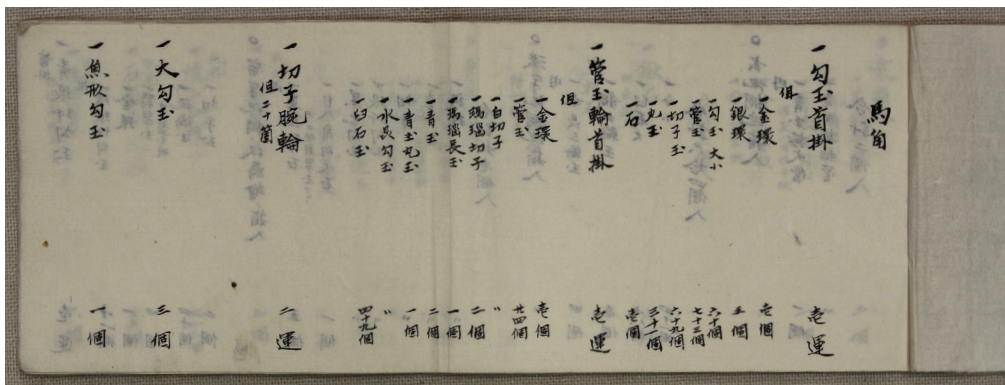 馬角
一勾玉首掛 壱連
但
一金環 壱個
一銀環 五個
一勾玉 大小 六十個
一管玉 七十三個
一切子玉 六十九個
一丸玉 三十個
一石 壱個
一管玉輪首掛 壱連
但
一金環 壱個
一管玉 廿四個
一白切子 〃
一瑪瑙切子 二個
一瑪瑙長玉 一個
一青玉 二個
一青玉丸玉 一個
一水晶勾玉 〃
一臼石玉 四十九個
一切子腕輪 二連
但二十箇
一大勾玉 三個
一魚形勾玉 一個